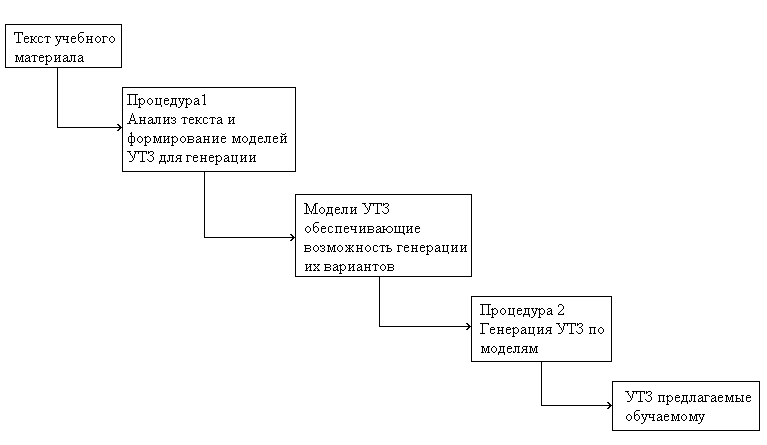 Текст учебного
материала
Процедура1
Анализ текста и
формирование моделей
УТЗ для генерации
Модели УТЗ
обеспечивающие
возможность генерации
их вариантов
Процедура 2
Генерация УТЗ по
моделям
УТЗ предлагаемые
обучаемому